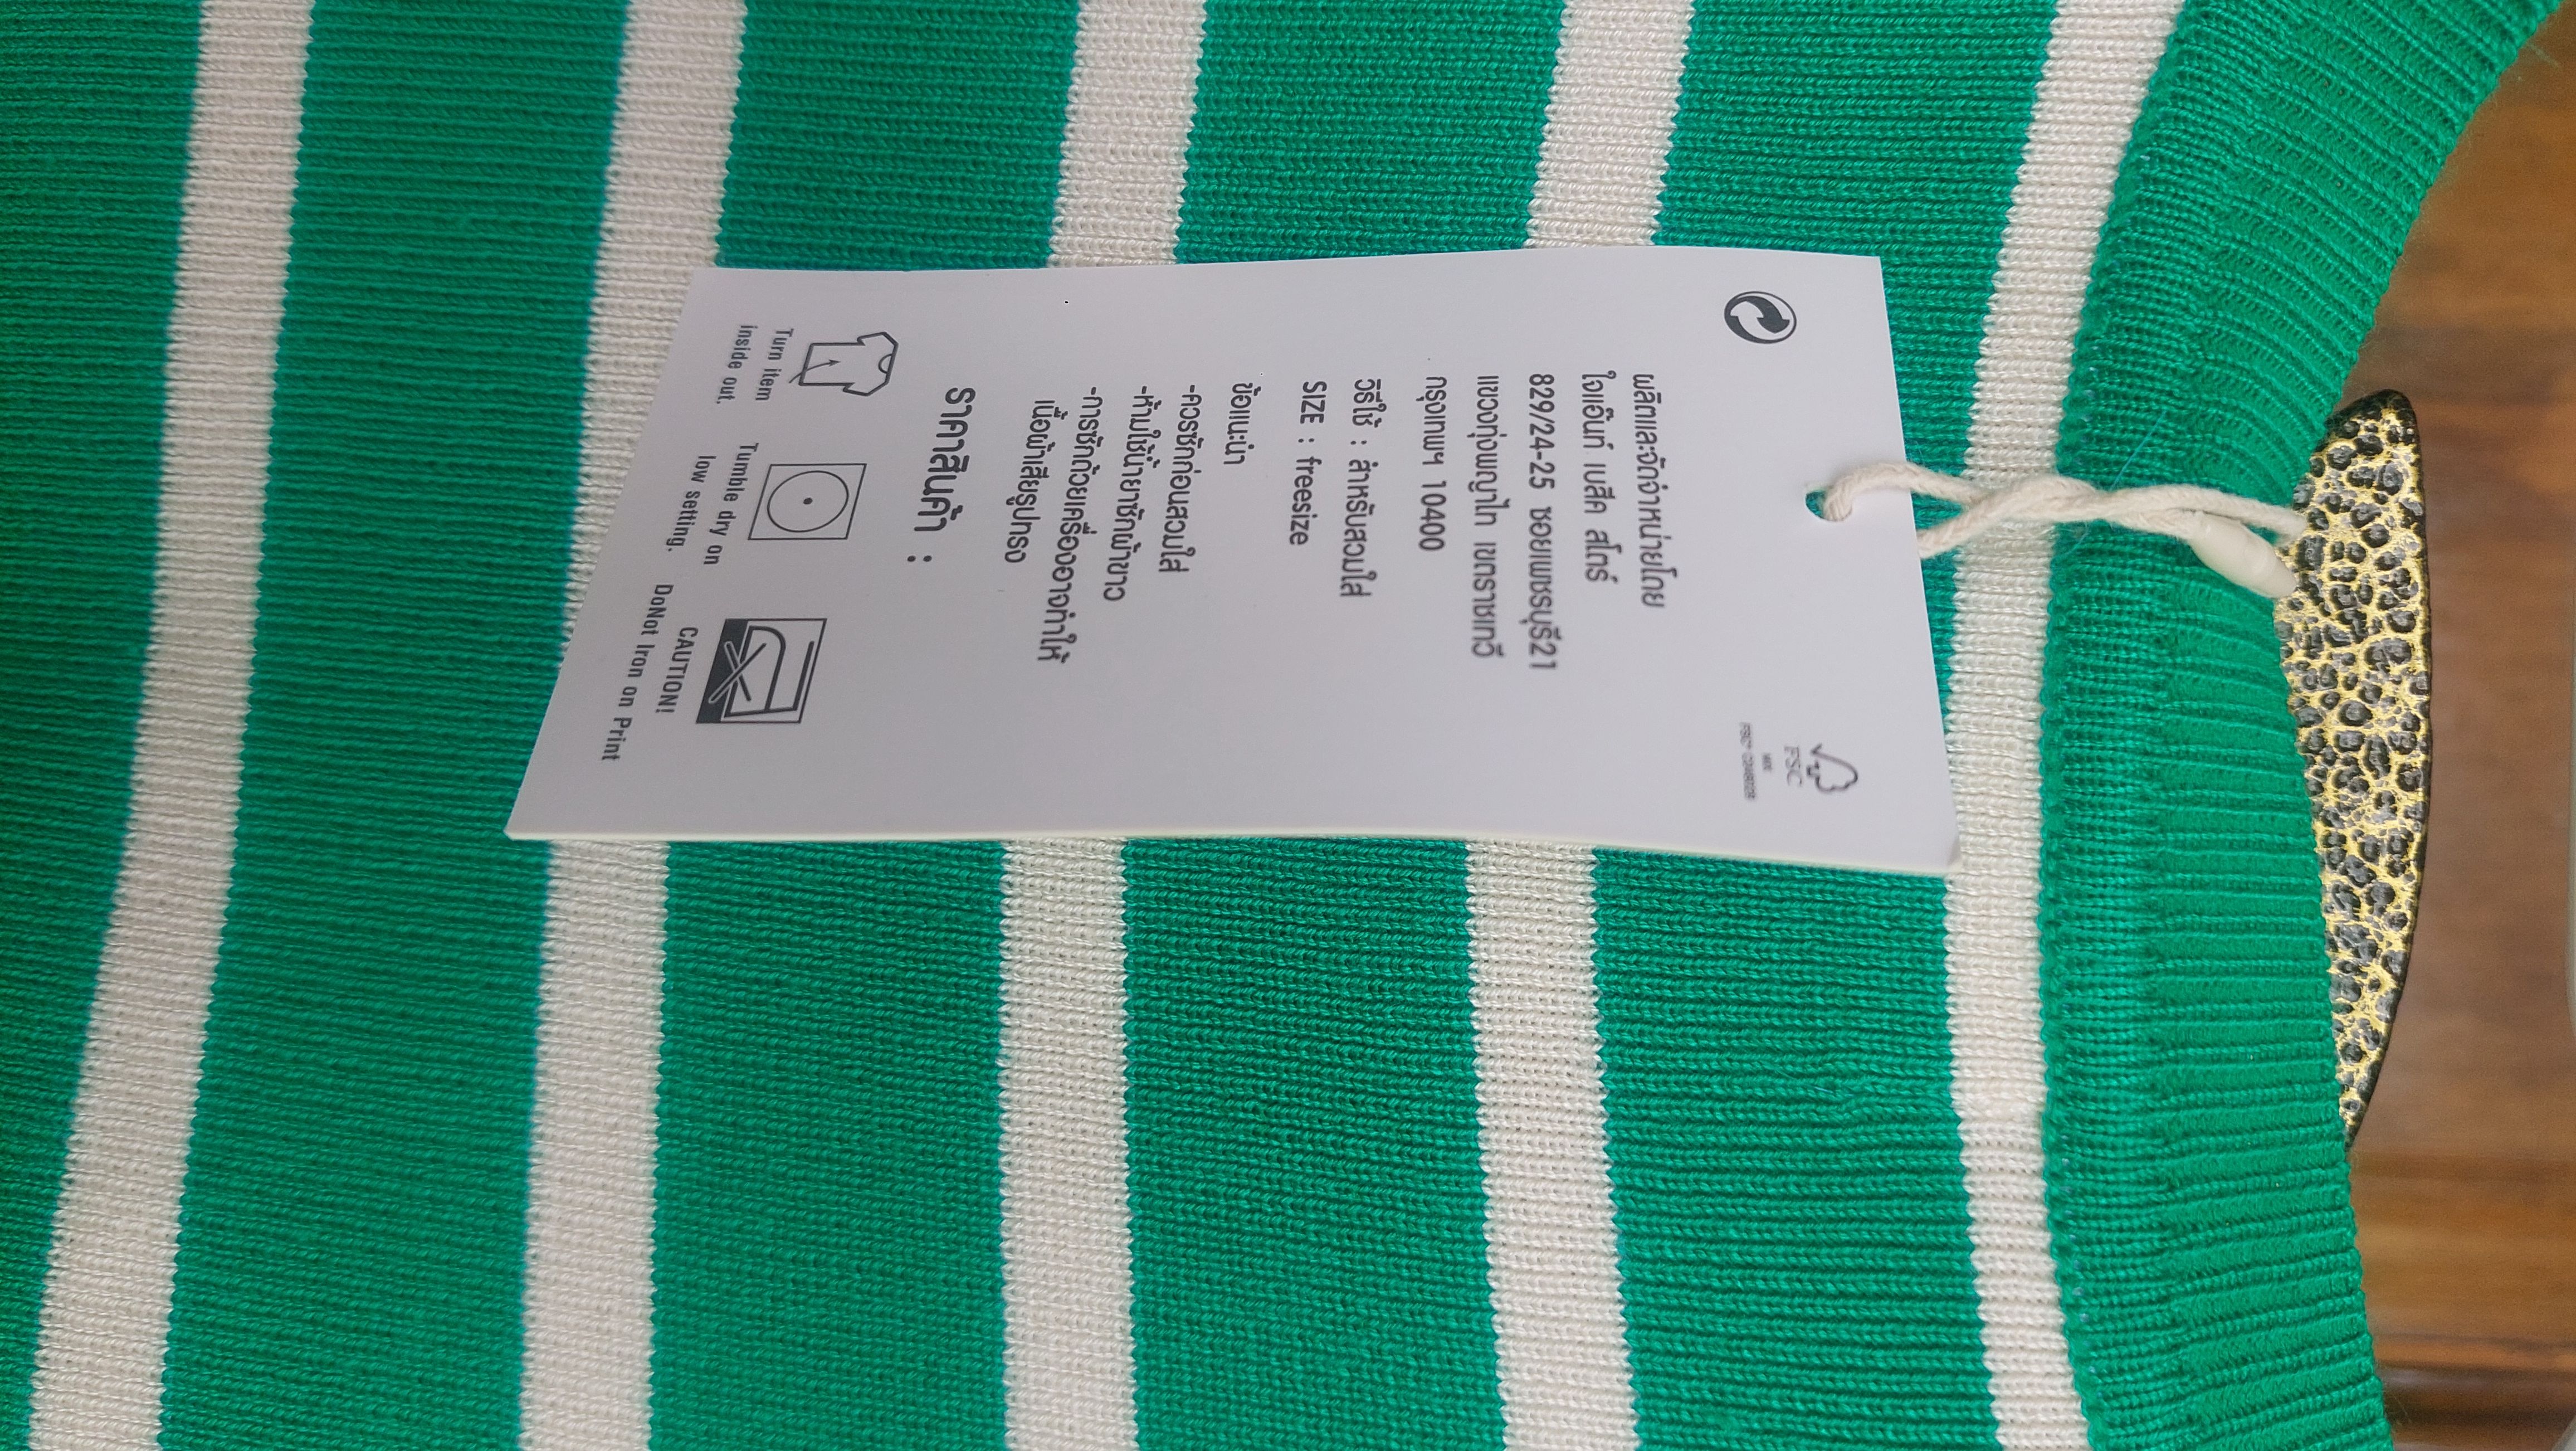 FSC
ผลิตและจัดจำหน่ายโดย
ใจแอ๊นท์ เบสิค สโตร์
829/24-25 ซอยเพชรบุรี21
แขวงทุ่งพญาไท เขตราชเทวี
กรุงเทพฯ 10400
วิธีใช้ : สำหรับสวมใส่
SIZE : freesize
ข้อแนะนำ
-ควรซักก่อนสวมใส่
-ห้ามใช้น้ำยาซักผ้าขาว
-การซักด้วยเครื่องอาจทำให้
เนื้อผ้าเสียรูปทรง
ราคาสินค้า :
Turn item
inside out.
Tumble dry on
low setting.
CAUTION!
DoNot Iron on Print